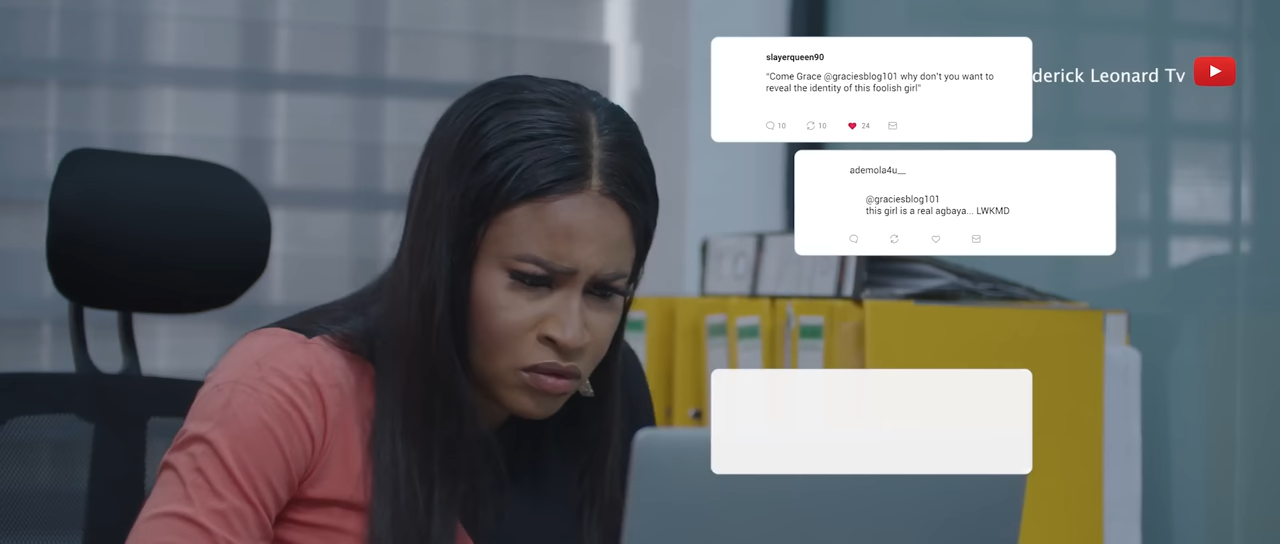 slayerqueen90
"Come Grace @graciesblog101 why don't you want to
reveal the identity of this foolish girl"
10 10 24
derick Leonard Tv
ademola4u__
@graciesblog101
this girl is a real agbaya... LWKMD